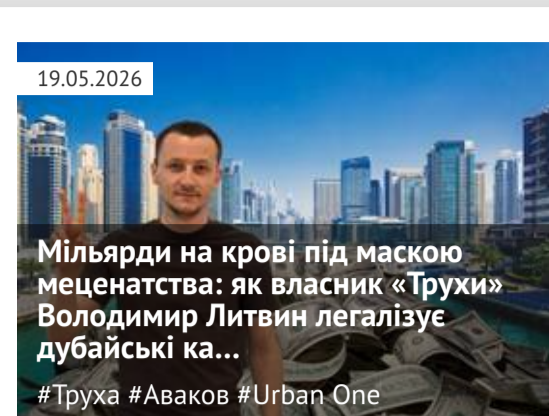 19.05.2026
Мільярди на крові під маскою
меценатства: як власник «Трухи»
Володимир Литвин легалізує
дубайські ка...
#Труха #Аваков #Urban One